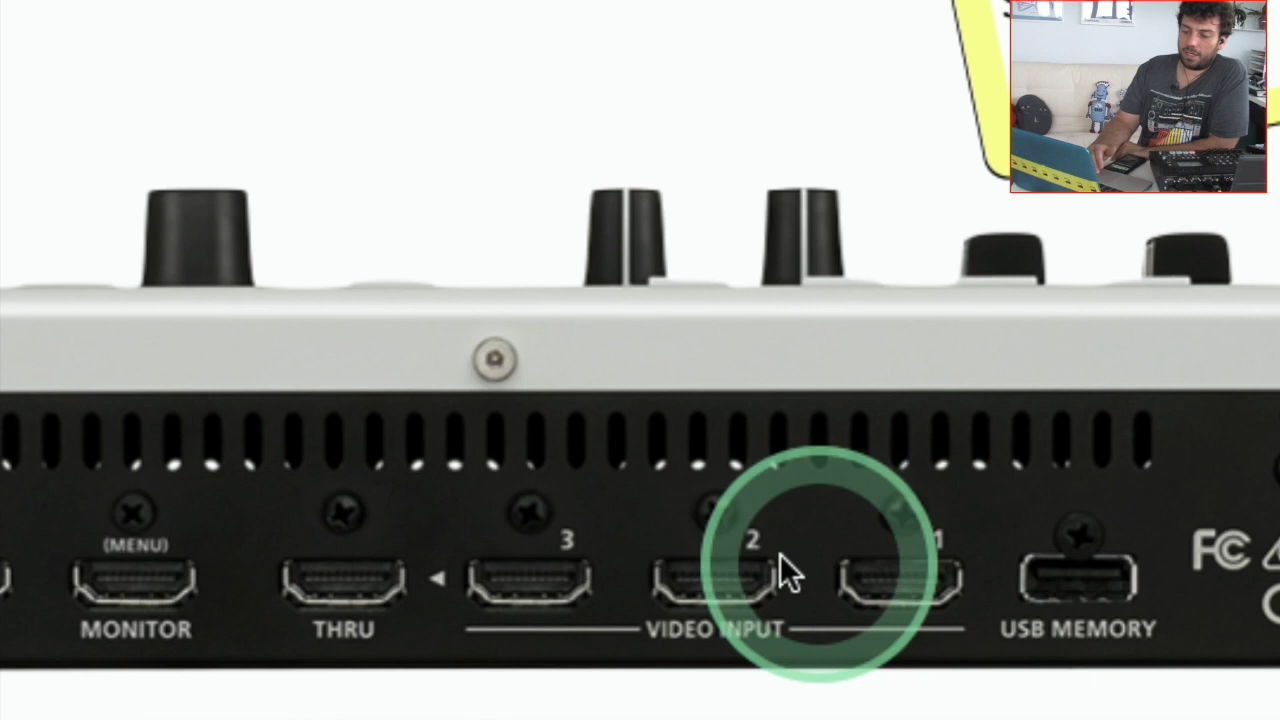 3
2
1
(MENU)
MONITOR
THRU
VIDEO INPUT
USB MEMORY
FC